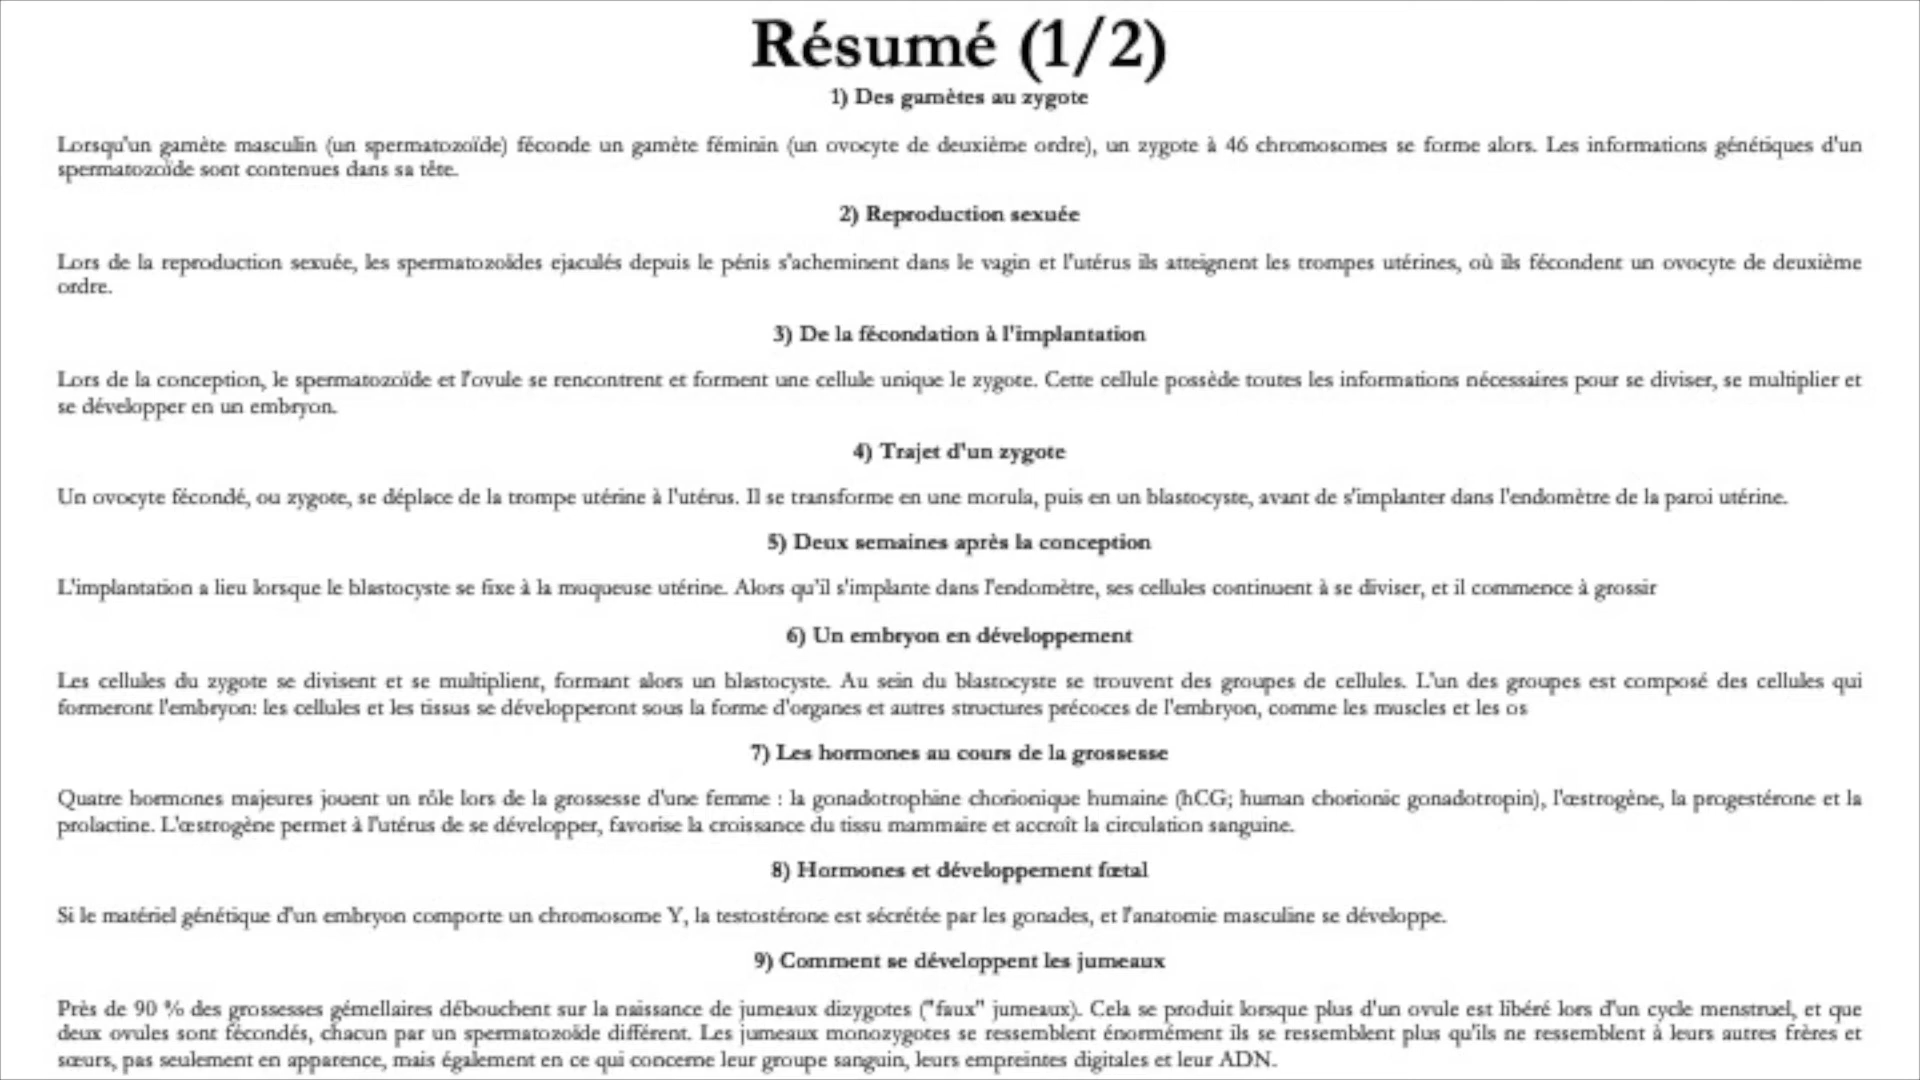 Résumé (1/2)
1) Des gamètes au zygote
Lorsqu'un gamète masculin (un spermatozoïde) féconde un gamète féminin (un ovocyte de deuxième ordre), un zygote à 46 chromosomes se forme alors. Les informations génétiques d'un
spermatozoïde sont contenues dans sa tête.
2) Reproduction sexuée
Lors de la reproduction sexuée, les spermatozoïdes ejaculés depuis le pénis s'acheminent dans le vagin et l'utérus ils atteignent les trompes utérines, où ils fécondent un ovocyte de deuxième
ordre.
3) De la fécondation à l'implantation
Lors de la conception, le spermatozoïde et l'ovule se rencontrent et forment une cellule unique le zygote. Cette cellule possède toutes les informations nécessaires pour se diviser, se multiplier et
se développer en un embryon.
4) Trajet d'un zygote
Un ovocyte fécondé, ou zygote, se déplace de la trompe utérine à l'utérus. Il se transforme en une morula, puis en un blastocyste, avant de s'implanter dans l'endomètre de la paroi utérine.
5) Deux semaines après la conception
L'implantation a lieu lorsque le blastocyste se fixe à la muqueuse utérine. Alors qu'il s'implante dans l'endomètre, ses cellules continuent à se diviser, et il commence à grossir
6) Un embryon en développement
Les cellules du zygote se divisent et se multiplient, formant alors un blastocyste. Au sein du blastocyste se trouvent des groupes de cellules. L'un des groupes est composé des cellules qui
formeront l'embryon: les cellules et les tissus se développeront sous la forme d'organes et autres structures précoces de l'embryon, comme les muscles et les os
7) Les hormones au cours de la grossesse
Quatre hormones majeures jouent un rôle lors de la grossesse d'une femme : la gonadotrophine chorionique humaine (hCG; human chorionic gonadotropin), l'œstrogène, la progestérone et la
prolactine. L'œstrogène permet à l'utérus de se développer, favorise la croissance du tissu mammaire et accroît la circulation sanguine.
8) Hormones et développement fœtal
Si le matériel génétique d'un embryon comporte un chromosome Y, la testostérone est sécrétée par les gonades, et l'anatomie masculine se développe.
9) Comment se développent les jumeaux
Près de 90 % des grossesses gémellaires débouchent sur la naissance de jumeaux dizygotes ("faux" jumeaux). Cela se produit lorsque plus d'un ovule est libéré lors d'un cycle menstruel, et que
deux ovules sont fécondés, chacun par un spermatozoïde différent. Les jumeaux monozygotes se ressemblent énormément ils se ressemblent plus qu'ils ne ressemblent à leurs autres frères et
sœurs, pas seulement en apparence, mais également en ce qui concerne leur groupe sanguin, leurs empreintes digitales et leur ADN.